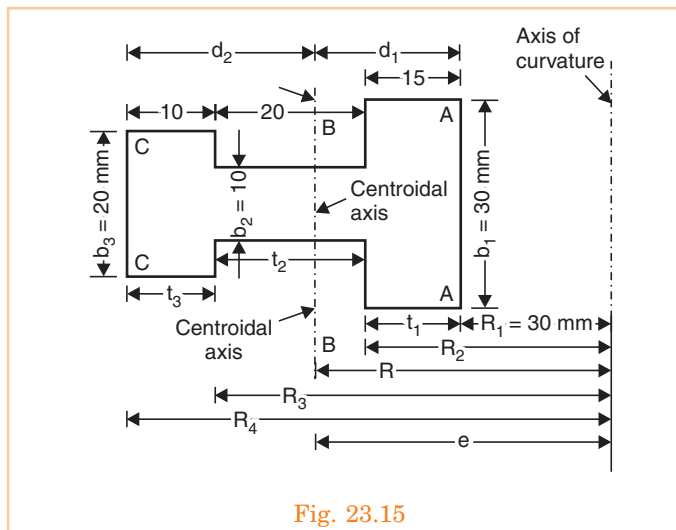 d2
d1
Axis of
curvature
15
10
20
B
A
C
Centroidal
axis
b3 = 20 mm
b2 = 10
b1 = 30 mm
C
t2
A
t3
t1
R1 = 30 mm
Centroidal
axis
B
R2
R
R3
R4
e
Fig. 23.15